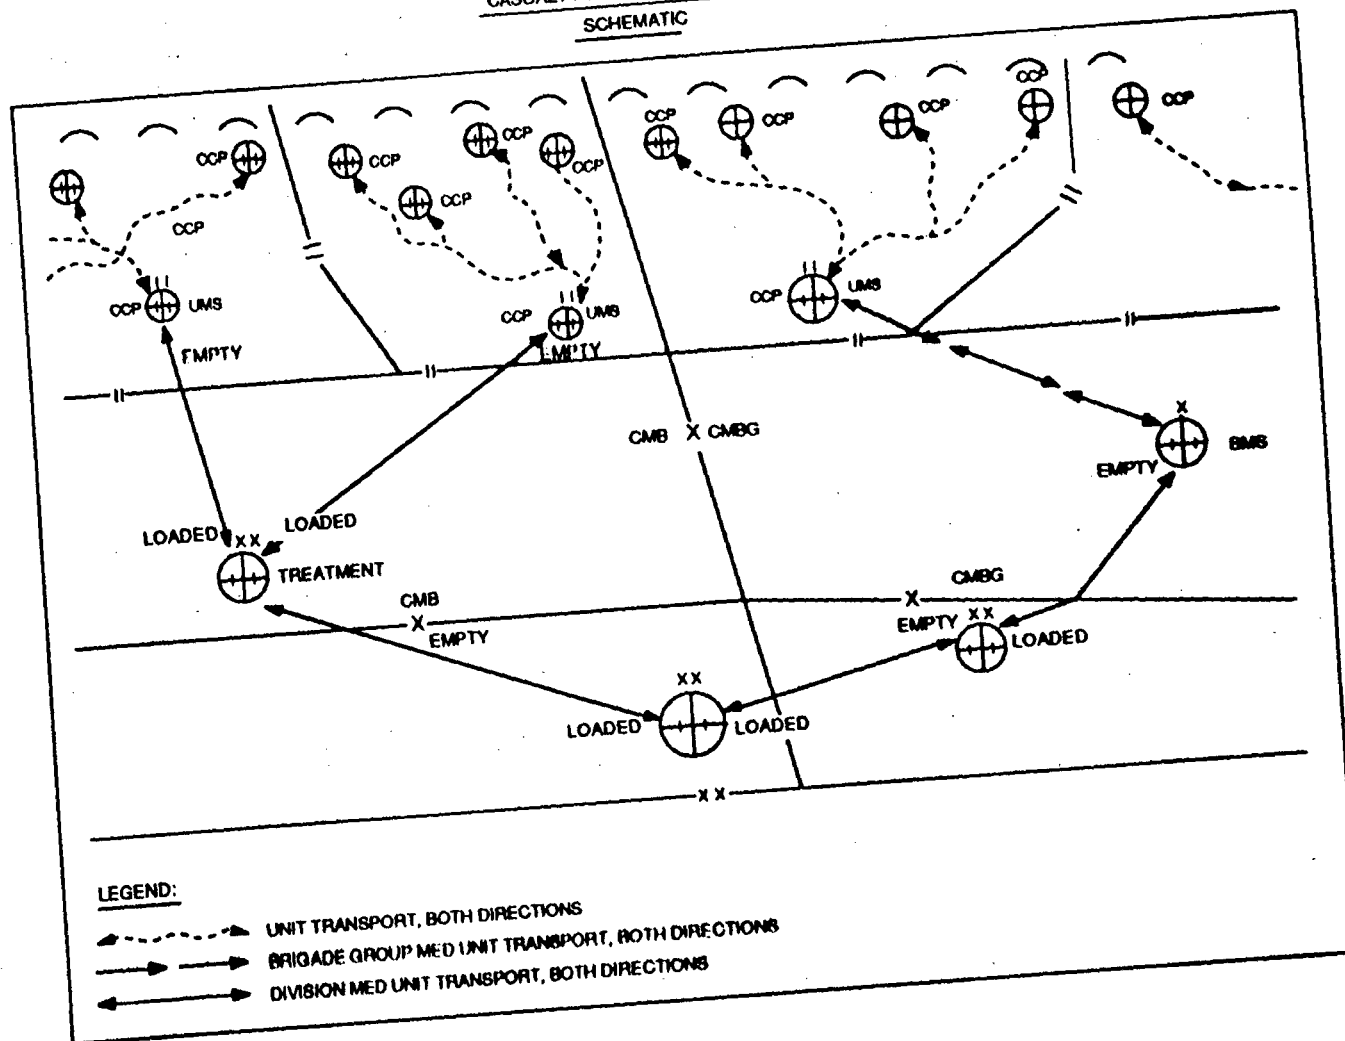 SCHEMATIC
CCP
CCP
CCP
CCP
CCP
CCP
CCP
CCP
CCP
CCP
CCP
CCP
CCP UMS
EMPTY
CCP UMS
EMPTY
CCP UMS
CMB X CMBG
X
BMS
EMPTY
LOADED XX LOADED
TREATMENT
CMB
X
EMPTY
CMBG
X
EMPTY XX
LOADED
XX
LOADED LOADED
XX
LEGEND:
UNIT TRANSPORT, BOTH DIRECTIONS
BRIGADE GROUP MED UNIT TRANSPORT, BOTH DIRECTIONS
DIVISION MED UNIT TRANSPORT, BOTH DIRECTIONS